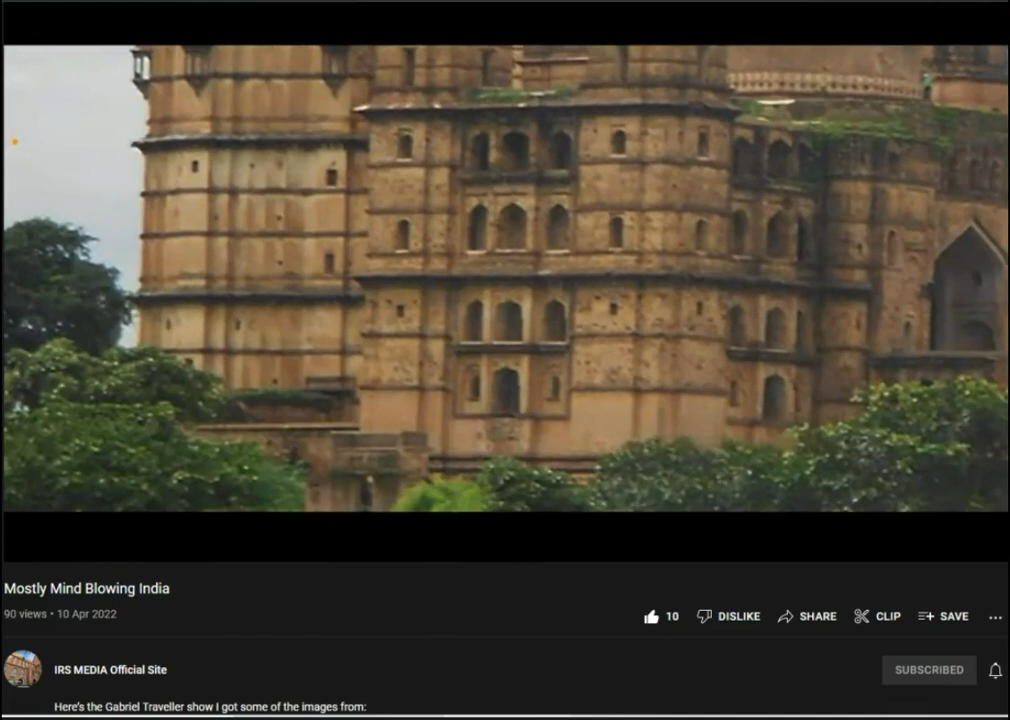 Mostly Mind Blowing India
90 views • 10 Apr 2022
10 DISLIKE SHARE CLIP SAVE ...
IRS MEDIA Official Site
SUBSCRIBED
Here's the Gabriel Traveller show I got some of the images from: